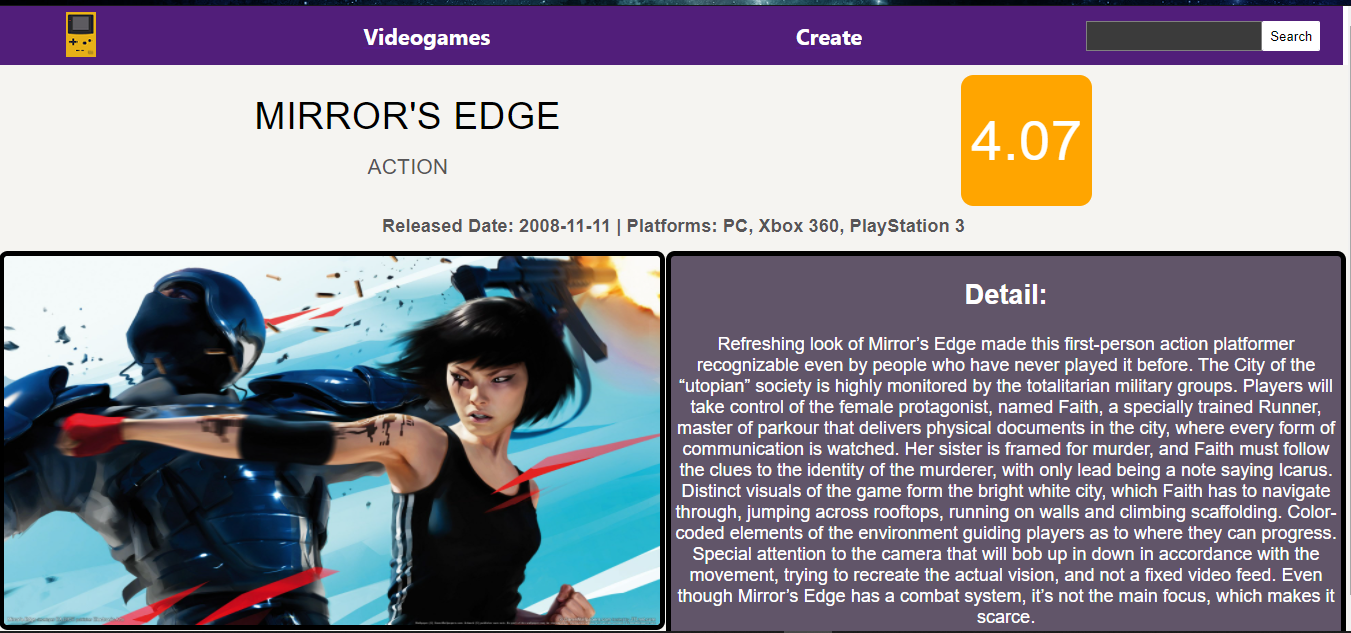 Videogames
Create
Search
MIRROR'S EDGE
4.07
ACTION
Released Date: 2008-11-11 | Platforms: PC, Xbox 360, PlayStation 3
Detail:
Refreshing look of Mirror’s Edge made this first-person action platformer
recognizable even by people who have never played it before. The City of the
“utopian” society is highly monitored by the totalitarian military groups. Players will
take control of the female protagonist, named Faith, a specially trained Runner,
master of parkour that delivers physical documents in the city, where every form of
communication is watched. Her sister is framed for murder, and Faith must follow
the clues to the identity of the murderer, with only lead being a note saying Icarus.
Distinct visuals of the game form the bright white city, which Faith has to navigate
through, jumping across rooftops, running on walls and climbing scaffolding. Color-
coded elements of the environment guiding players as to where they can progress.
Special attention to the camera that will bob up in down in accordance with the
movement, trying to recreate the actual vision, and not a fixed video feed. Even
though Mirror’s Edge has a combat system, it’s not the main focus, which makes it
scarce.